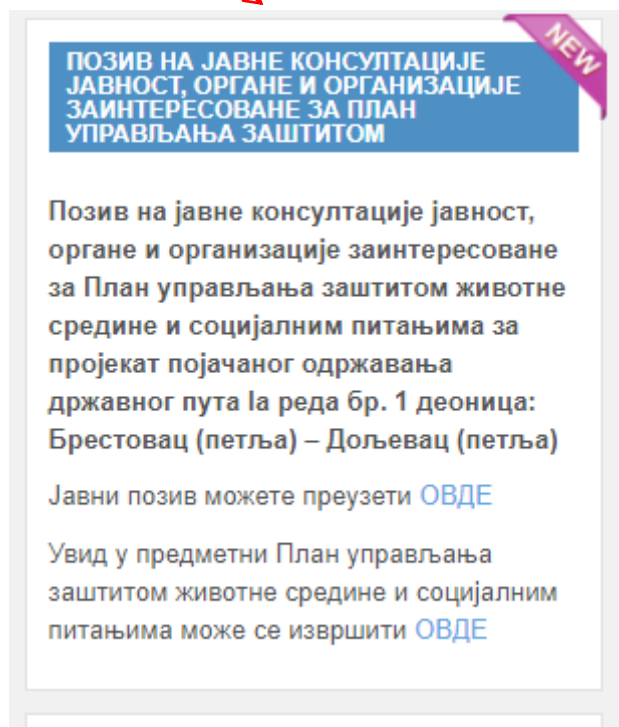 NEW
ПОЗИВ НА ЈАВНЕ КОНСУЛТАЦИЈЕ
ЈАВНОСТ, ОРГАНЕ И ОРГАНИЗАЦИЈЕ
ЗАИНТЕРЕСОВАНЕ ЗА ПЛАН
УПРАВЉАЊА ЗАШТИТОМ
Позив на јавне консултације јавност,
органе и организације заинтересоване
за План управљања заштитом животне
средине и социјалним питањима за
пројекат појачаног одржавања
државног пута Ia реда бр. 1 деоница:
Брестовац (петља) – Дољевац (петља)
Јавни позив можете преузети ОВДЕ
Увид у предметни План управљања
заштитом животне средине и социјалним
питањима може се извршити ОВДЕ